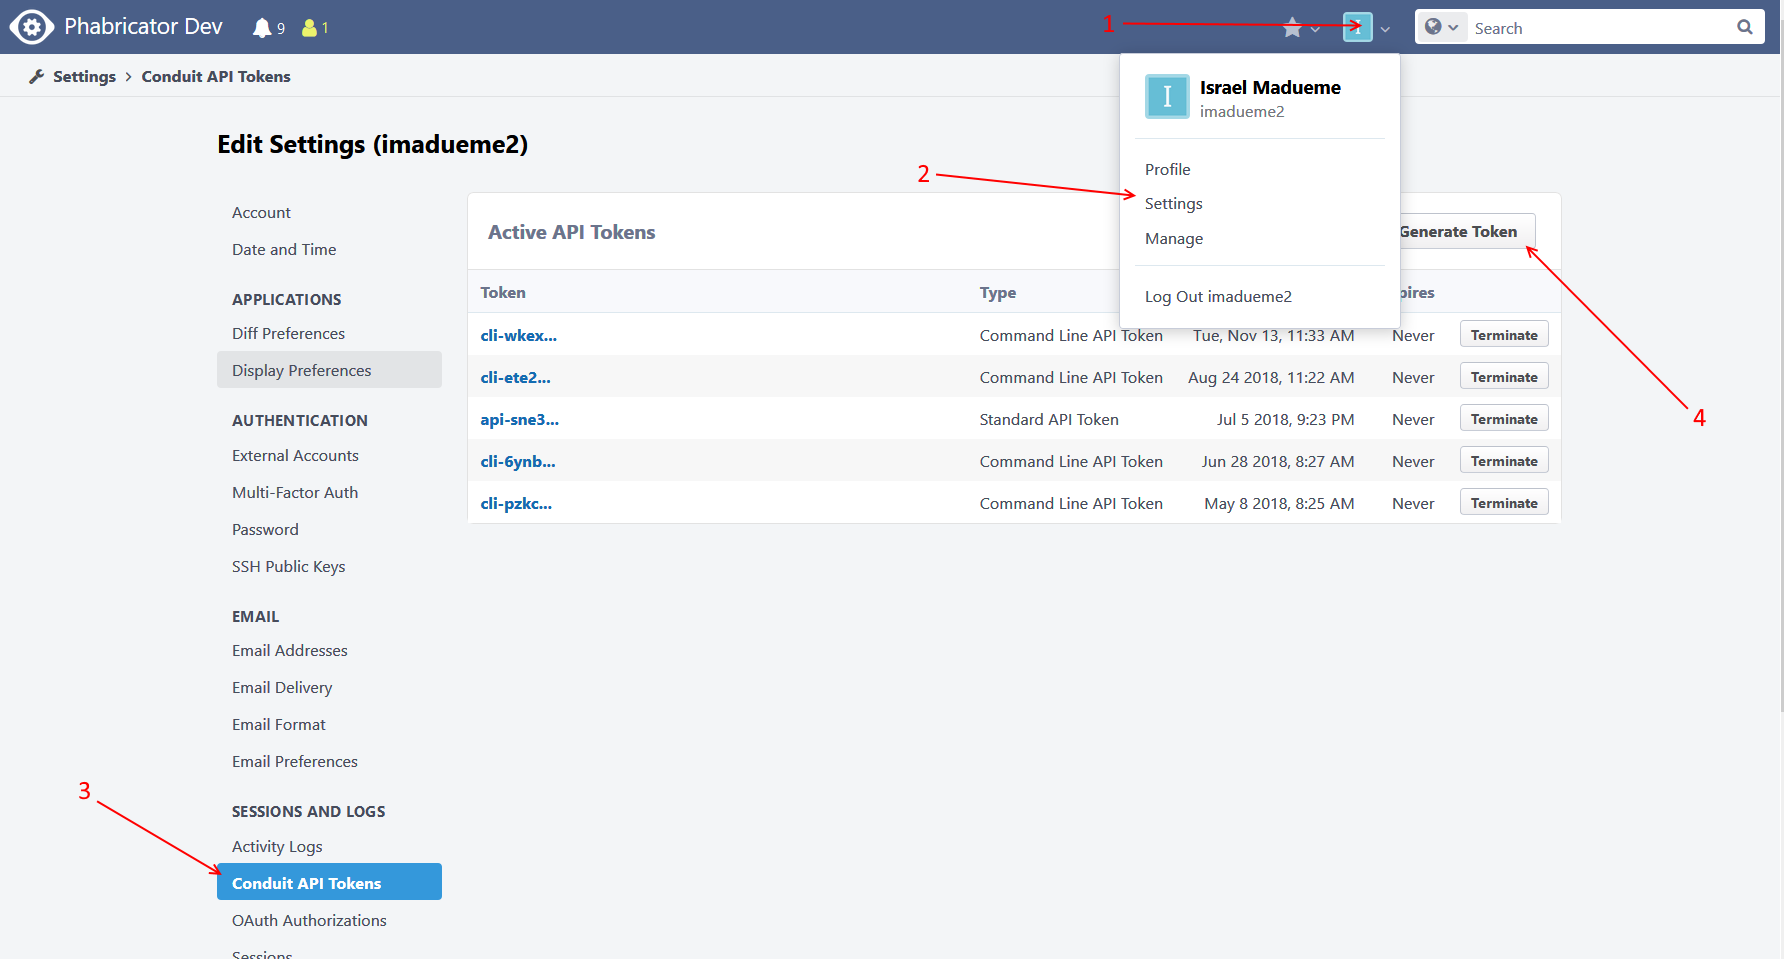 Phabricator Dev 9 1 1 I Search
Settings > Conduit API Tokens
I Israel Madueme
imadueme2
Edit Settings (imadueme2)
Profile
2
Settings
Manage
Log Out imadueme2
Account
Date and Time
APPLICATIONS
Diff Preferences
Display Preferences
AUTHENTICATION
External Accounts
Multi-Factor Auth
Password
SSH Public Keys
EMAIL
Email Addresses
Email Delivery
Email Format
Email Preferences
3
SESSIONS AND LOGS
Activity Logs
Conduit API Tokens
OAuth Authorizations
Sessions
Active API Tokens Generate Token
4
Token Type pires
cli-wkex... Command Line API Token Tue, Nov 13, 11:33 AM Never Terminate
cli-ete2... Command Line API Token Aug 24 2018, 11:22 AM Never Terminate
api-sne3... Standard API Token Jul 5 2018, 9:23 PM Never Terminate
cli-6ynb... Command Line API Token Jun 28 2018, 8:27 AM Never Terminate
cli-pzkc... Command Line API Token May 8 2018, 8:25 AM Never Terminate